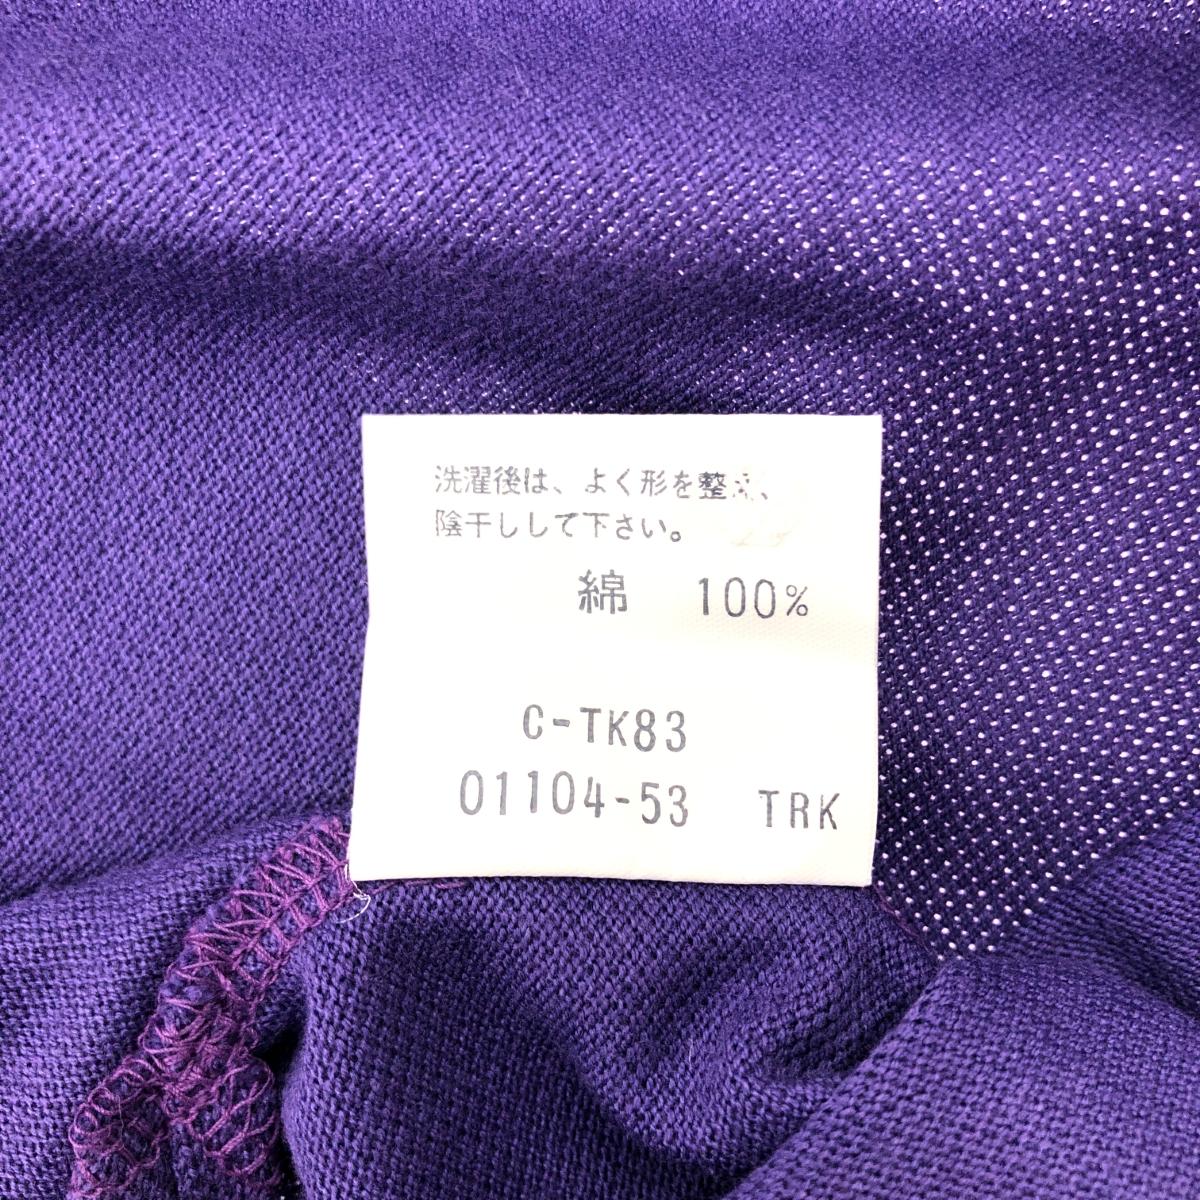 洗濯後は、よく形を整え、
陰干しして下さい。
綿 100%
C-TK83
01104-53 TRK